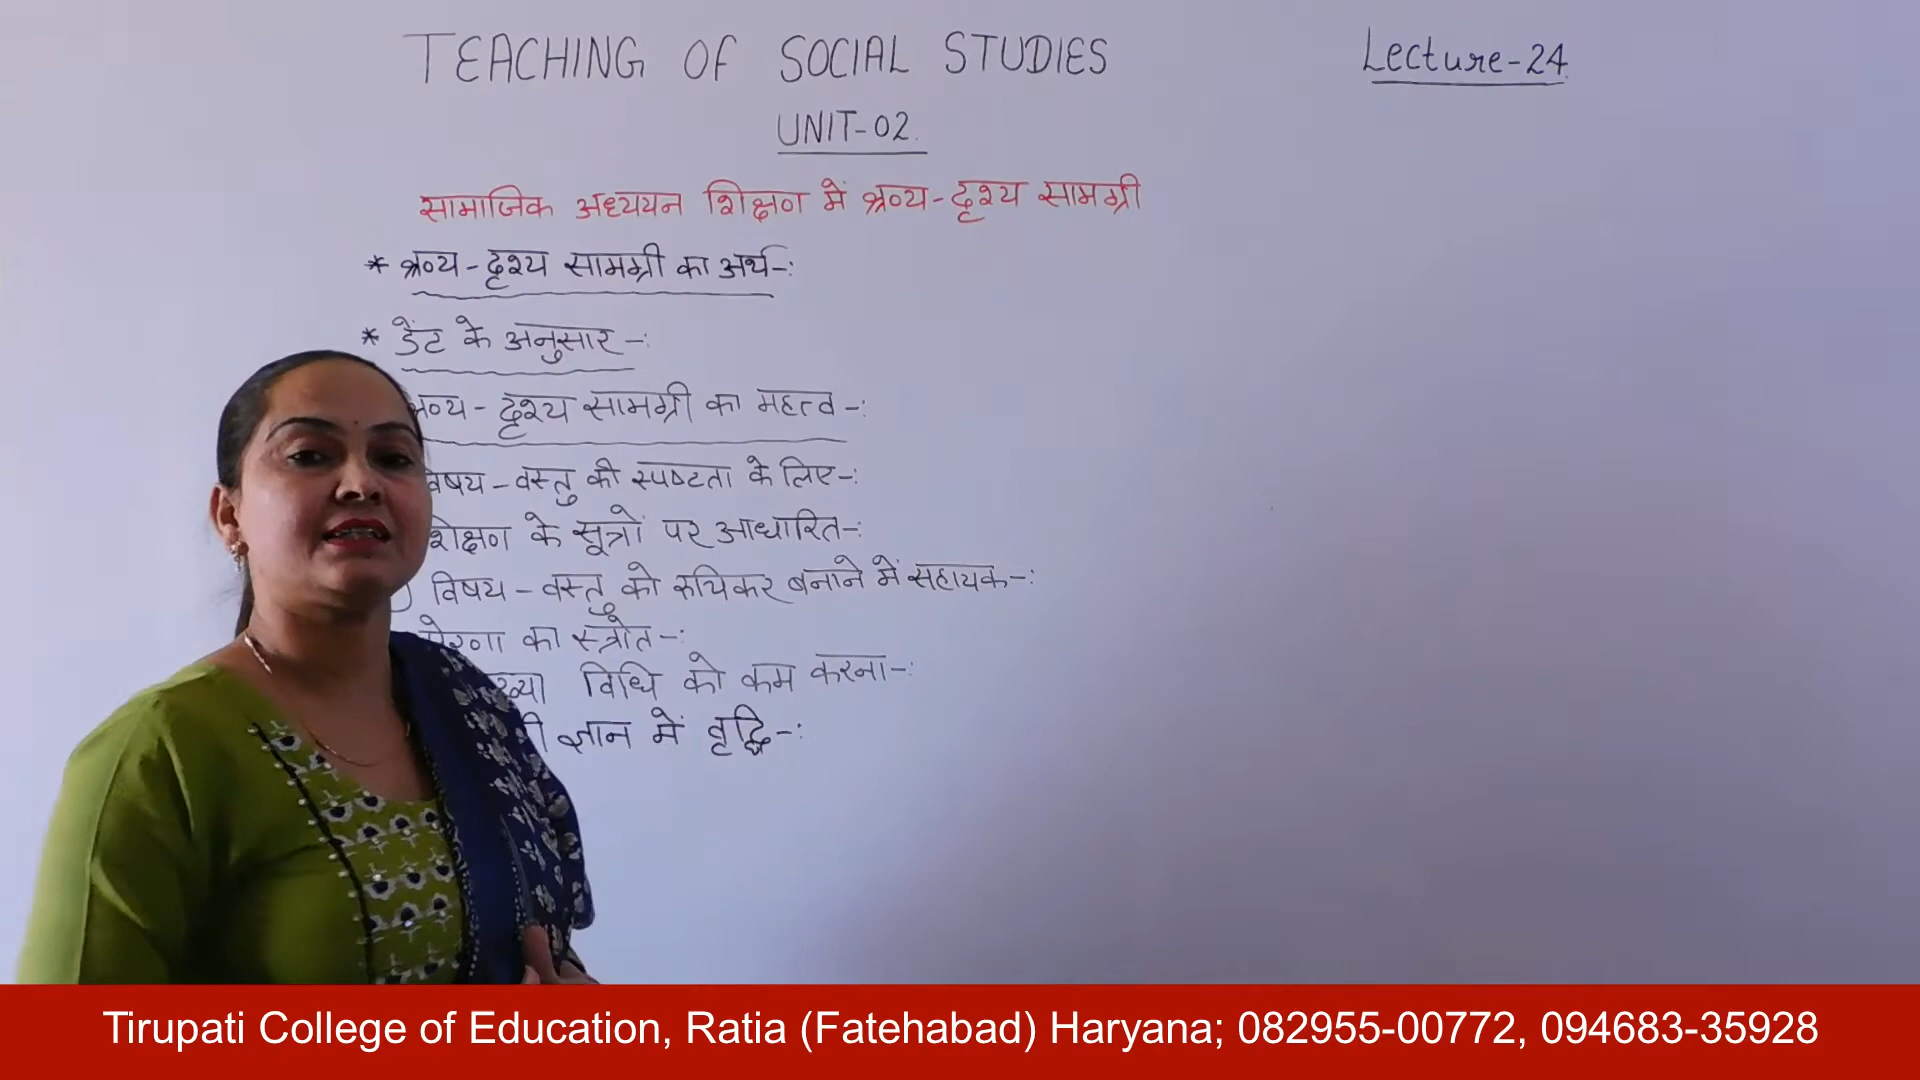 TEACHING OF SOCIAL STUDIES
Lecture-24
UNIT-02.
सामाजिक अध्ययन शिक्षण में श्रव्य-दृश्य सामग्री
* श्रव्य-दृश्य सामग्री का अर्थ-:
* डेंट के अनुसार-:
श्रव्य-दृश्य सामग्री का महत्व-:
विषय-वस्तु की स्पष्टता के लिए-:
शिक्षण के सूत्रों पर आधारित-:
विषय-वस्तु को रुचिकर बनाने में सहायक-:
का स्त्रोत-:
विधि को कम करना-:
ज्ञान में वृद्धि-:
Tirupati College of Education, Ratia (Fatehabad) Haryana; 082955-00772, 094683-35928